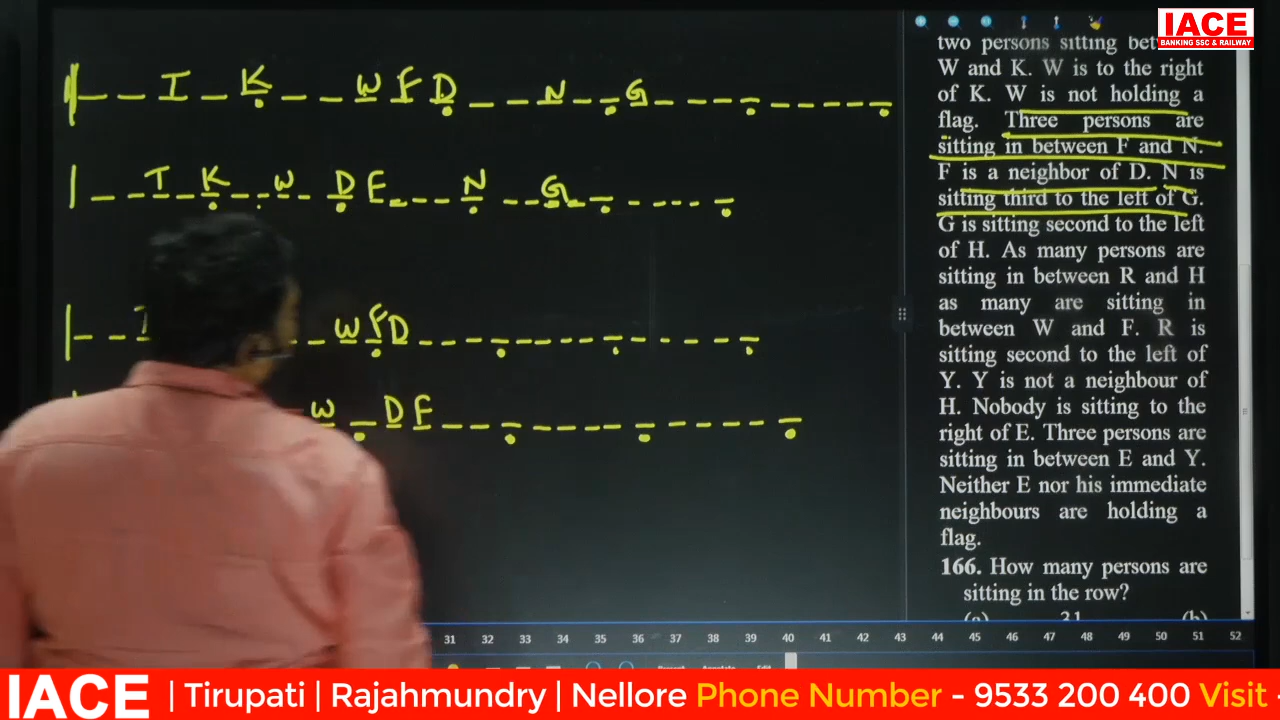 IACE
BANKING SSC & RAILWAY
T K W F D N G
T K W D F N G
W F D
W D F
two persons sitting
W and K. W is to the right
of K. W is not holding a
flag. Three persons are
sitting in between F and N.
F is a neighbor of D. N is
sitting third to the left of G.
G is sitting second to the left
of H. As many persons are
sitting in between R and H
as many are sitting in
between W and F. R is
sitting second to the left of
Y. Y is not a neighbour of
H. Nobody is sitting to the
right of E. Three persons are
sitting in between E and Y.
Neither E nor his immediate
neighbours are holding a
flag.
166. How many persons are
sitting in the row?
31 32 33 34 35 36 37 38 39 40 41 42 43 44 45 46 47 48 49 50 51 52
IACE | Tirupati | Rajahmundry | Nellore Phone Number - 9533 200 400 Visit